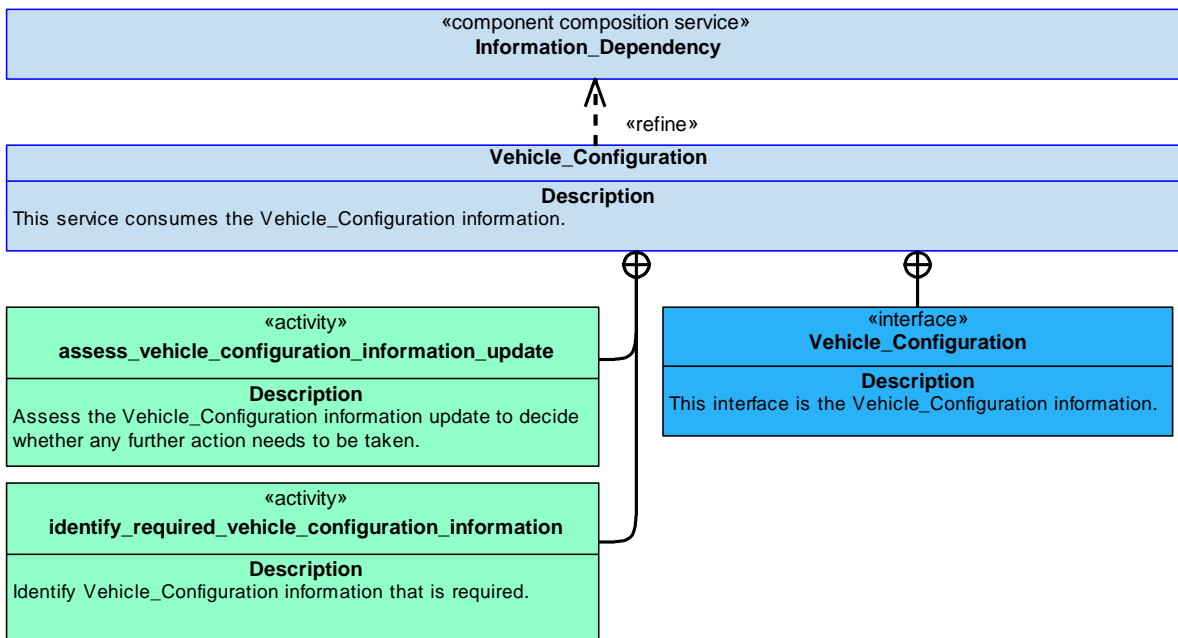 «component composition service»
Information_Dependency
«refine»
Vehicle_Configuration
Description
This service consumes the Vehicle_Configuration information.
«activity»
assess_vehicle_configuration_information_update
Description
Assess the Vehicle_Configuration information update to decide
whether any further action needs to be taken.
«interface»
Vehicle_Configuration
Description
This interface is the Vehicle_Configuration information.
«activity»
identify_required_vehicle_configuration_information
Description
Identify Vehicle_Configuration information that is required.